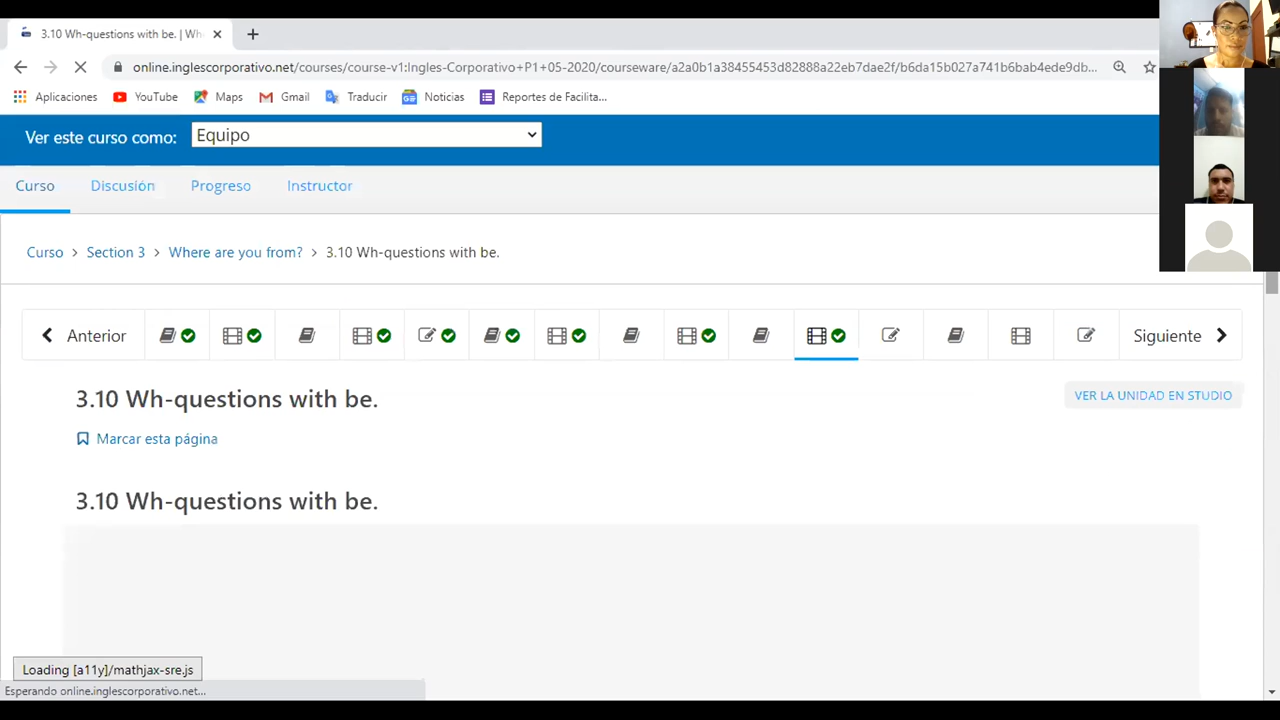 3.10 Wh-questions with be. | Wh
online.inglescorporativo.net/courses/course-v1:Ingles-Corporativo+P1+05-2020/courseware/a2a0b1a38455453d82888a22eb7dae2f/b6da15b027a741b6bab4ede9db...
Aplicaciones YouTube Maps Gmail Traducir Noticias Reportes de Facilita...
Ver este curso como: Equipo
Curso Discusión Progreso Instructor
Curso > Section 3 > Where are you from? > 3.10 Wh-questions with be.
Anterior Siguiente
3.10 Wh-questions with be.
VER LA UNIDAD EN STUDIO
Marcar esta página
3.10 Wh-questions with be.
Loading [a11y]/mathjax-sre.js
Esperando online.inglescorporativo.net...